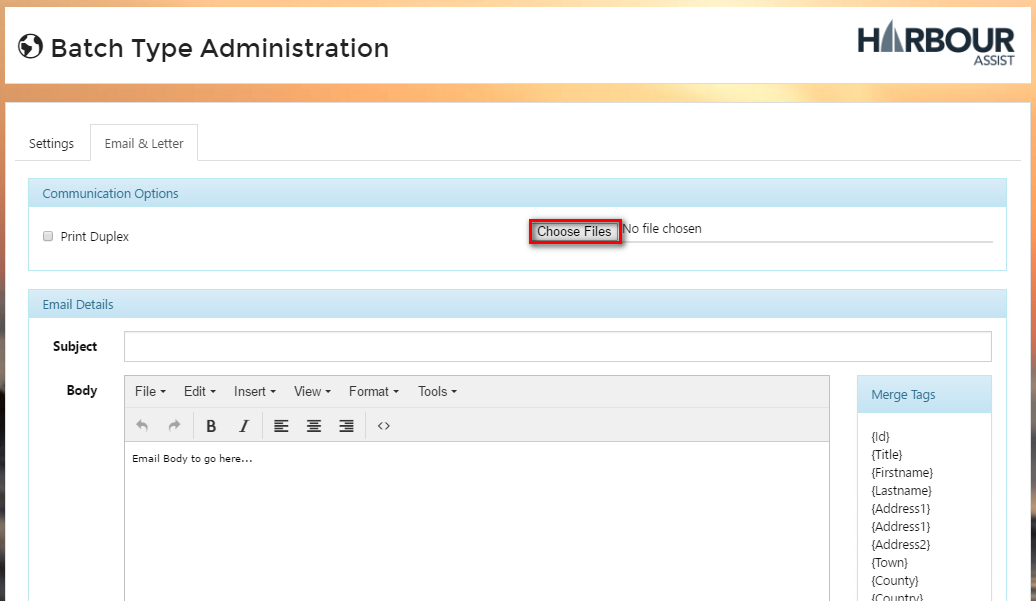 Batch Type Administration
HARBOUR
ASSIST
Settings
Email & Letter
Communication Options
Print Duplex
Choose Files No file chosen
Email Details
Subject
Body
File Edit Insert View Format Tools
B I <>
Email Body to go here...
Merge Tags
{Id}
{Title}
{Firstname}
{Lastname}
{Address1}
{Address1}
{Address2}
{Town}
{County}
{Country}